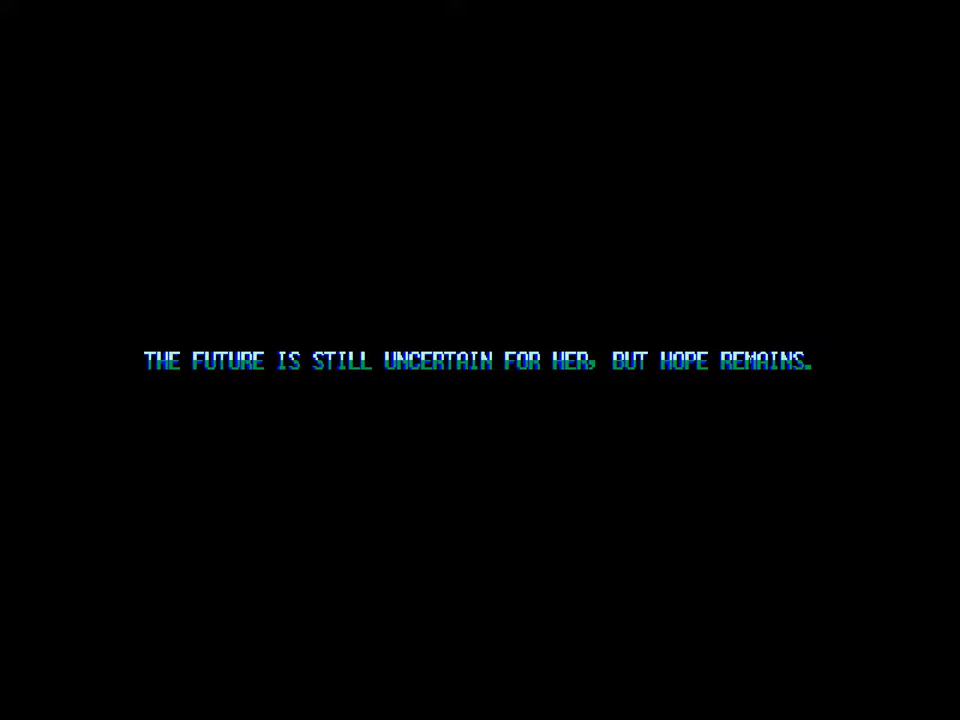 THE FUTURE IS STILL UNCERTAIN FOR HER, BUT HOPE REMAINS.